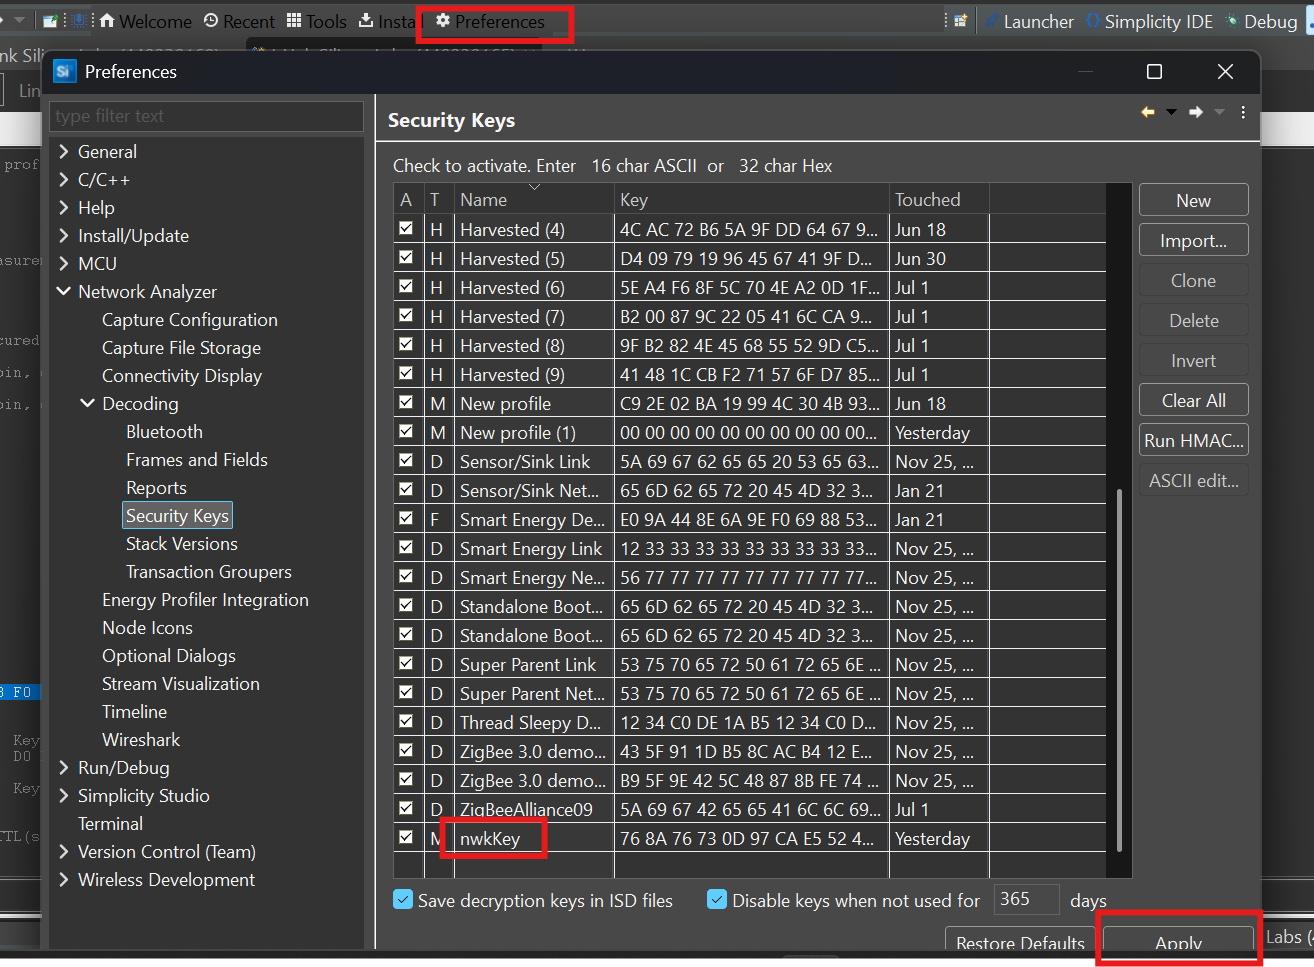 Welcome Recent Tools Insta Preferences Launcher Simplicity IDE Debug
Preferences
type filter text
General
C/C++
Help
Install/Update
MCU
Network Analyzer
Capture Configuration
Capture File Storage
Connectivity Display
Decoding
Bluetooth
Frames and Fields
Reports
Security Keys
Stack Versions
Transaction Groupers
Energy Profiler Integration
Node Icons
Optional Dialogs
Stream Visualization
Timeline
Wireshark
Run/Debug
Simplicity Studio
Terminal
Version Control (Team)
Wireless Development
Security Keys
Check to activate. Enter 16 char ASCII or 32 char Hex
A T Name Key Touched
H Harvested (4) 4C AC 72 B6 5A 9F DD 64 67 9... Jun 18
H Harvested (5) D4 09 79 19 96 45 67 41 9F D... Jun 30
H Harvested (6) 5E A4 F6 8F 5C 70 4E A2 0D 1F... Jul 1
H Harvested (7) B2 00 87 9C 22 05 41 6C CA 9... Jul 1
H Harvested (8) 9F B2 82 4E 45 68 55 52 9D C5... Jul 1
H Harvested (9) 41 48 1C CB F2 71 57 6F D7 85... Jul 1
M New profile C9 2E 02 BA 19 99 4C 30 4B 93... Jun 18
M New profile (1) 00 00 00 00 00 00 00 00 00... Yesterday
D Sensor/Sink Link 5A 69 67 62 65 65 20 53 65 63... Nov 25, ...
D Sensor/Sink Net... 65 6D 62 65 72 20 45 4D 32 3... Jan 21
F Smart Energy De... E0 9A 44 8E 6A 9E F0 69 88 53... Jan 21
D Smart Energy Link 12 33 33 33 33 33 33 33 33 33... Nov 25, ...
D Smart Energy Ne... 56 77 77 77 77 77 77 77 77 77... Nov 25, ...
D Standalone Boot... 65 6D 62 65 72 20 45 4D 32 3... Nov 25, ...
D Standalone Boot... 65 6D 62 65 72 20 45 4D 32 3... Nov 25, ...
D Super Parent Link 53 75 70 65 72 50 61 72 65 6E ... Nov 25, ...
D Super Parent Net... 53 75 70 65 72 50 61 72 65 6E ... Nov 25, ...
D Thread Sleepy D... 12 34 C0 DE 1A B5 12 34 C0 D... Nov 25, ...
D ZigBee 3.0 demo... 43 5F 91 1D B5 8C AC B4 12 E... Nov 25, ...
D ZigBee 3.0 demo... B9 5F 9E 42 5C 48 87 8B FE 74 ... Nov 25, ...
D ZigBeeAlliance09 5A 69 67 42 65 65 41 6C 6C 69... Jul 1
M nwkKey 76 8A 76 73 0D 97 CA E5 52 4... Yesterday
New
Import...
Clone
Delete
Invert
Clear All
Run HMAC...
ASCII edit...
Save decryption keys in ISD files Disable keys when not used for 365 days
Restore Defaults Apply
Labs (